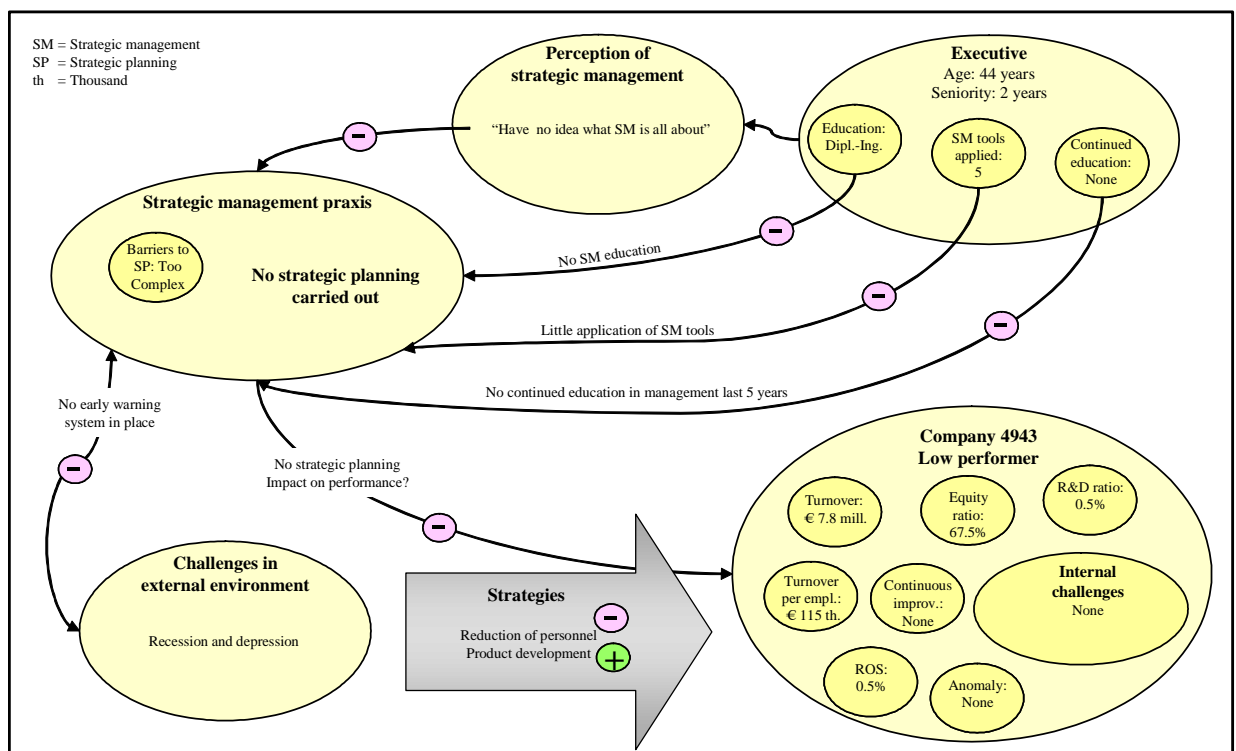 SM = Strategic management
SP = Strategic planning
th = Thousand
Perception of
strategic management
“Have no idea what SM is all about”
Executive
Age: 44 years
Seniority: 2 years
Education:
Dipl.-Ing.
SM tools
applied:
5
Continued
education:
None
Strategic management praxis
Barriers to
SP: Too
Complex
No strategic planning
carried out
No SM education
Little application of SM tools
No continued education in management last 5 years
No early warning
system in place
No strategic planning
Impact on performance?
Challenges in
external environment
Recession and depression
Strategies
Reduction of personnel
Product development
Company 4943
Low performer
Turnover:
€ 7.8 mill.
Equity
ratio:
67.5%
R&D ratio:
0.5%
Turnover
per empl.:
€ 115 th.
Continuous
improv.:
None
Internal
challenges
None
ROS:
0.5%
Anomaly:
None